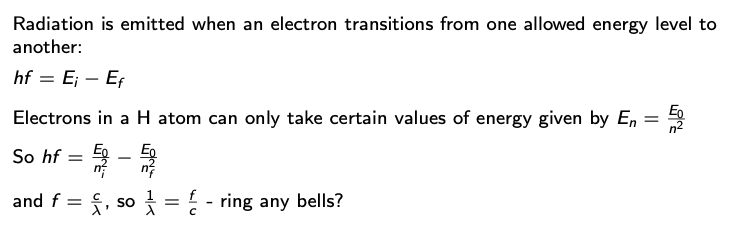 Radiation is emitted when an electron transitions from one allowed energy level to
another:
hf = E_i − E_f
Electrons in a H atom can only take certain values of energy given by E_n = E_0/n^2
So hf = E_0/n_i^2 − E_0/n_f^2
and f = c/λ, so 1/λ = f/c - ring any bells?